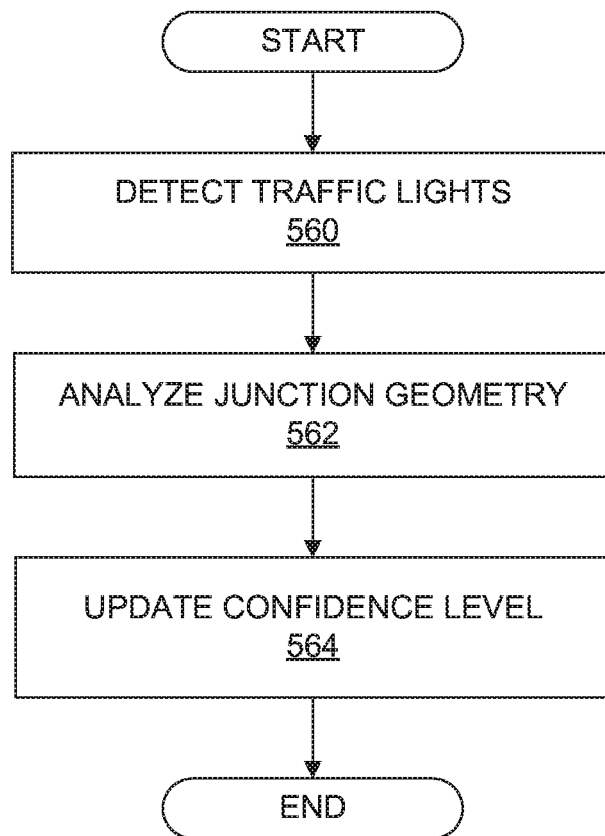 START
DETECT TRAFFIC LIGHTS
560
ANALYZE JUNCTION GEOMETRY
562
UPDATE CONFIDENCE LEVEL
564
END